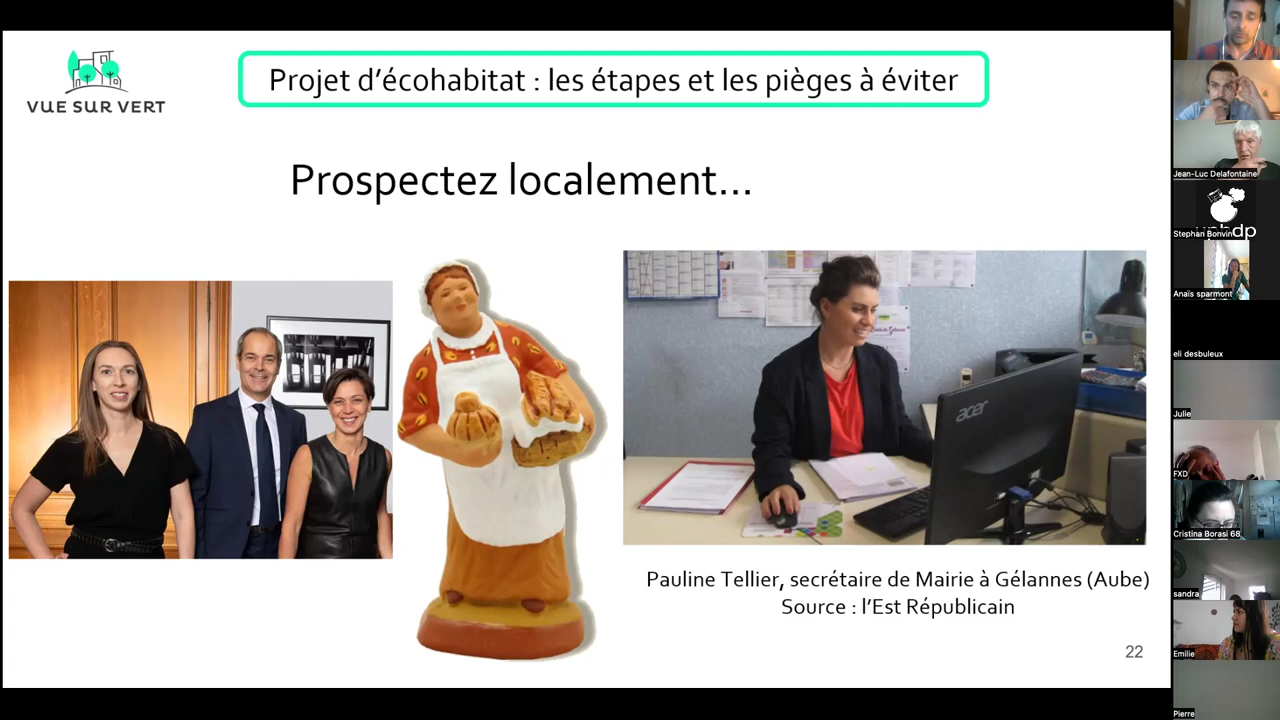 VUE SUR VERT
Projet d'écohabitat : les étapes et les pièges à éviter
Prospectez localement...
acer
Pauline Tellier, secrétaire de Mairie à Gélannes (Aube)
Source : l'Est Républicain
22
Jean-Luc Delafontaine
Stephan Bonvin
Anaïs sparmont
eli desbuleux
Julie
FXD
Cristina Borasi 68
sandra
Emilie
Pierre